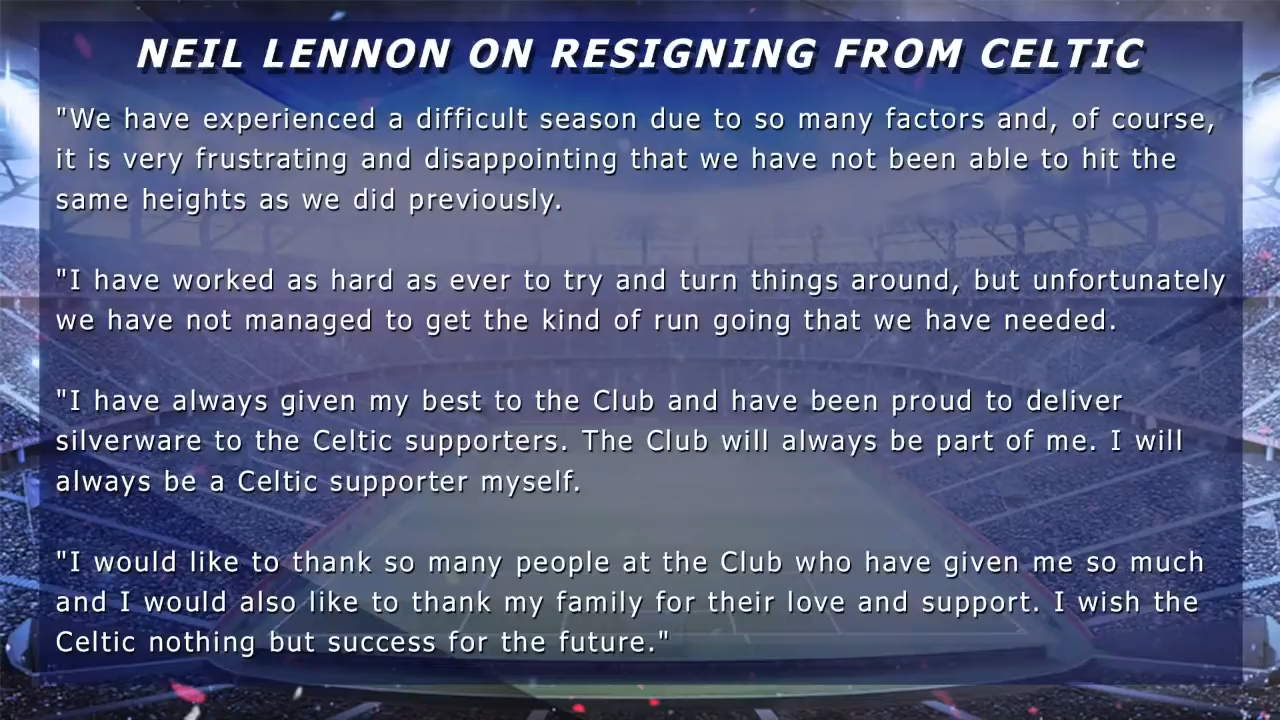 NEIL LENNON ON RESIGNING FROM CELTIC
"We have experienced a difficult season due to so many factors and, of course,
it is very frustrating and disappointing that we have not been able to hit the
same heights as we did previously.
"I have worked as hard as ever to try and turn things around, but unfortunately
we have not managed to get the kind of run going that we have needed.
"I have always given my best to the Club and have been proud to deliver
silverware to the Celtic supporters. The Club will always be part of me. I will
always be a Celtic supporter myself.
"I would like to thank so many people at the Club who have given me so much
and I would also like to thank my family for their love and support. I wish the
Celtic nothing but success for the future."